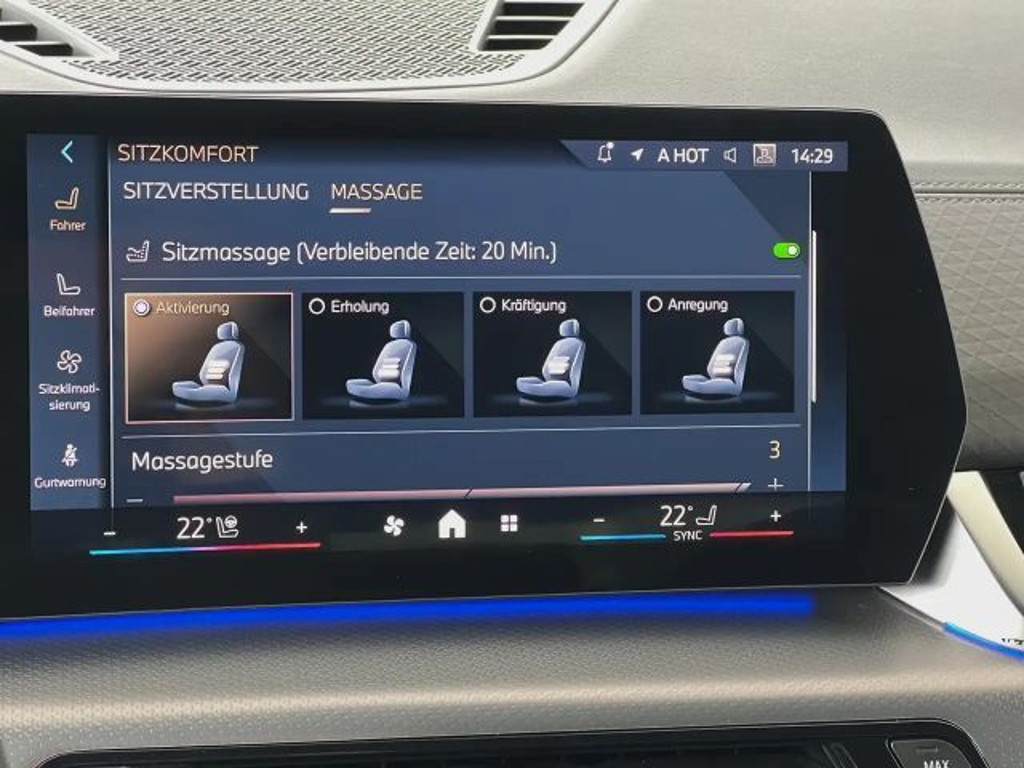 SITZKOMFORT
A HOT
14:29
SITZVERSTELLUNG MASSAGE
Fahrer
Sitzmassage (Verbleibende Zeit: 20 Min.)
Beifahrer
Aktivierung
Erholung
Kräftigung
Anregung
Sitzklimati-
sierung
Massagestufe
3
Gurtwarnung
− +
− 22° +
− 22° +
SYNC
MAX